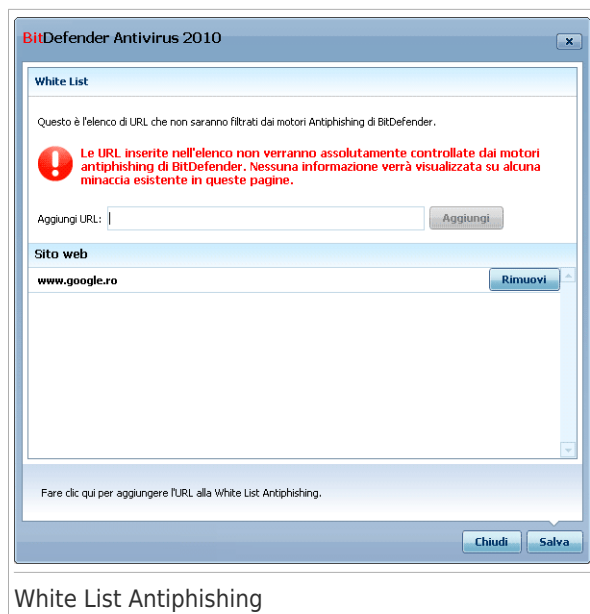 BitDefender Antivirus 2010
White List
Questo è l'elenco di URL che non saranno filtrati dai motori Antiphishing di BitDefender.
Le URL inserite nell'elenco non verranno assolutamente controllate dai motori
antiphishing di BitDefender. Nessuna informazione verrà visualizzata su alcuna
minaccia esistente in queste pagine.
Aggiungi URL:
Aggiungi
Sito web
www.google.ro
Rimuovi
Fare clic qui per aggiungere l'URL alla White List Antiphishing.
Chiudi
Salva
White List Antiphishing